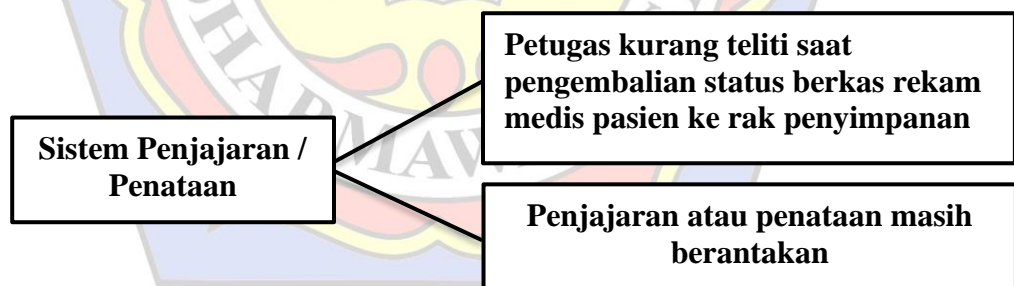 Petugas kurang teliti saat
pengembalian status berkas rekam
medis pasien ke rak penyimpanan
Sistem Penjajaran /
Penataan
Penjajaran atau penataan masih
berantakan